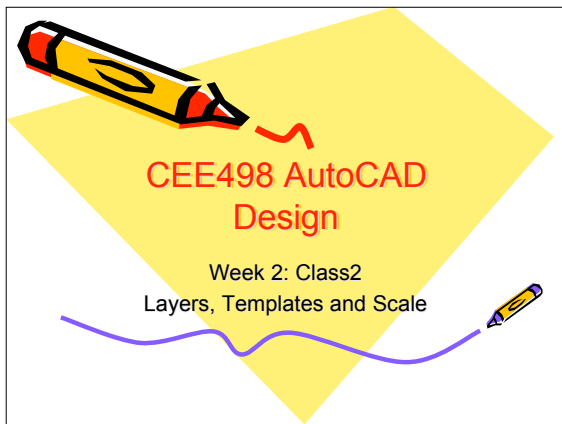 CEE498 AutoCAD
Design
Week 2: Class2
Layers, Templates and Scale